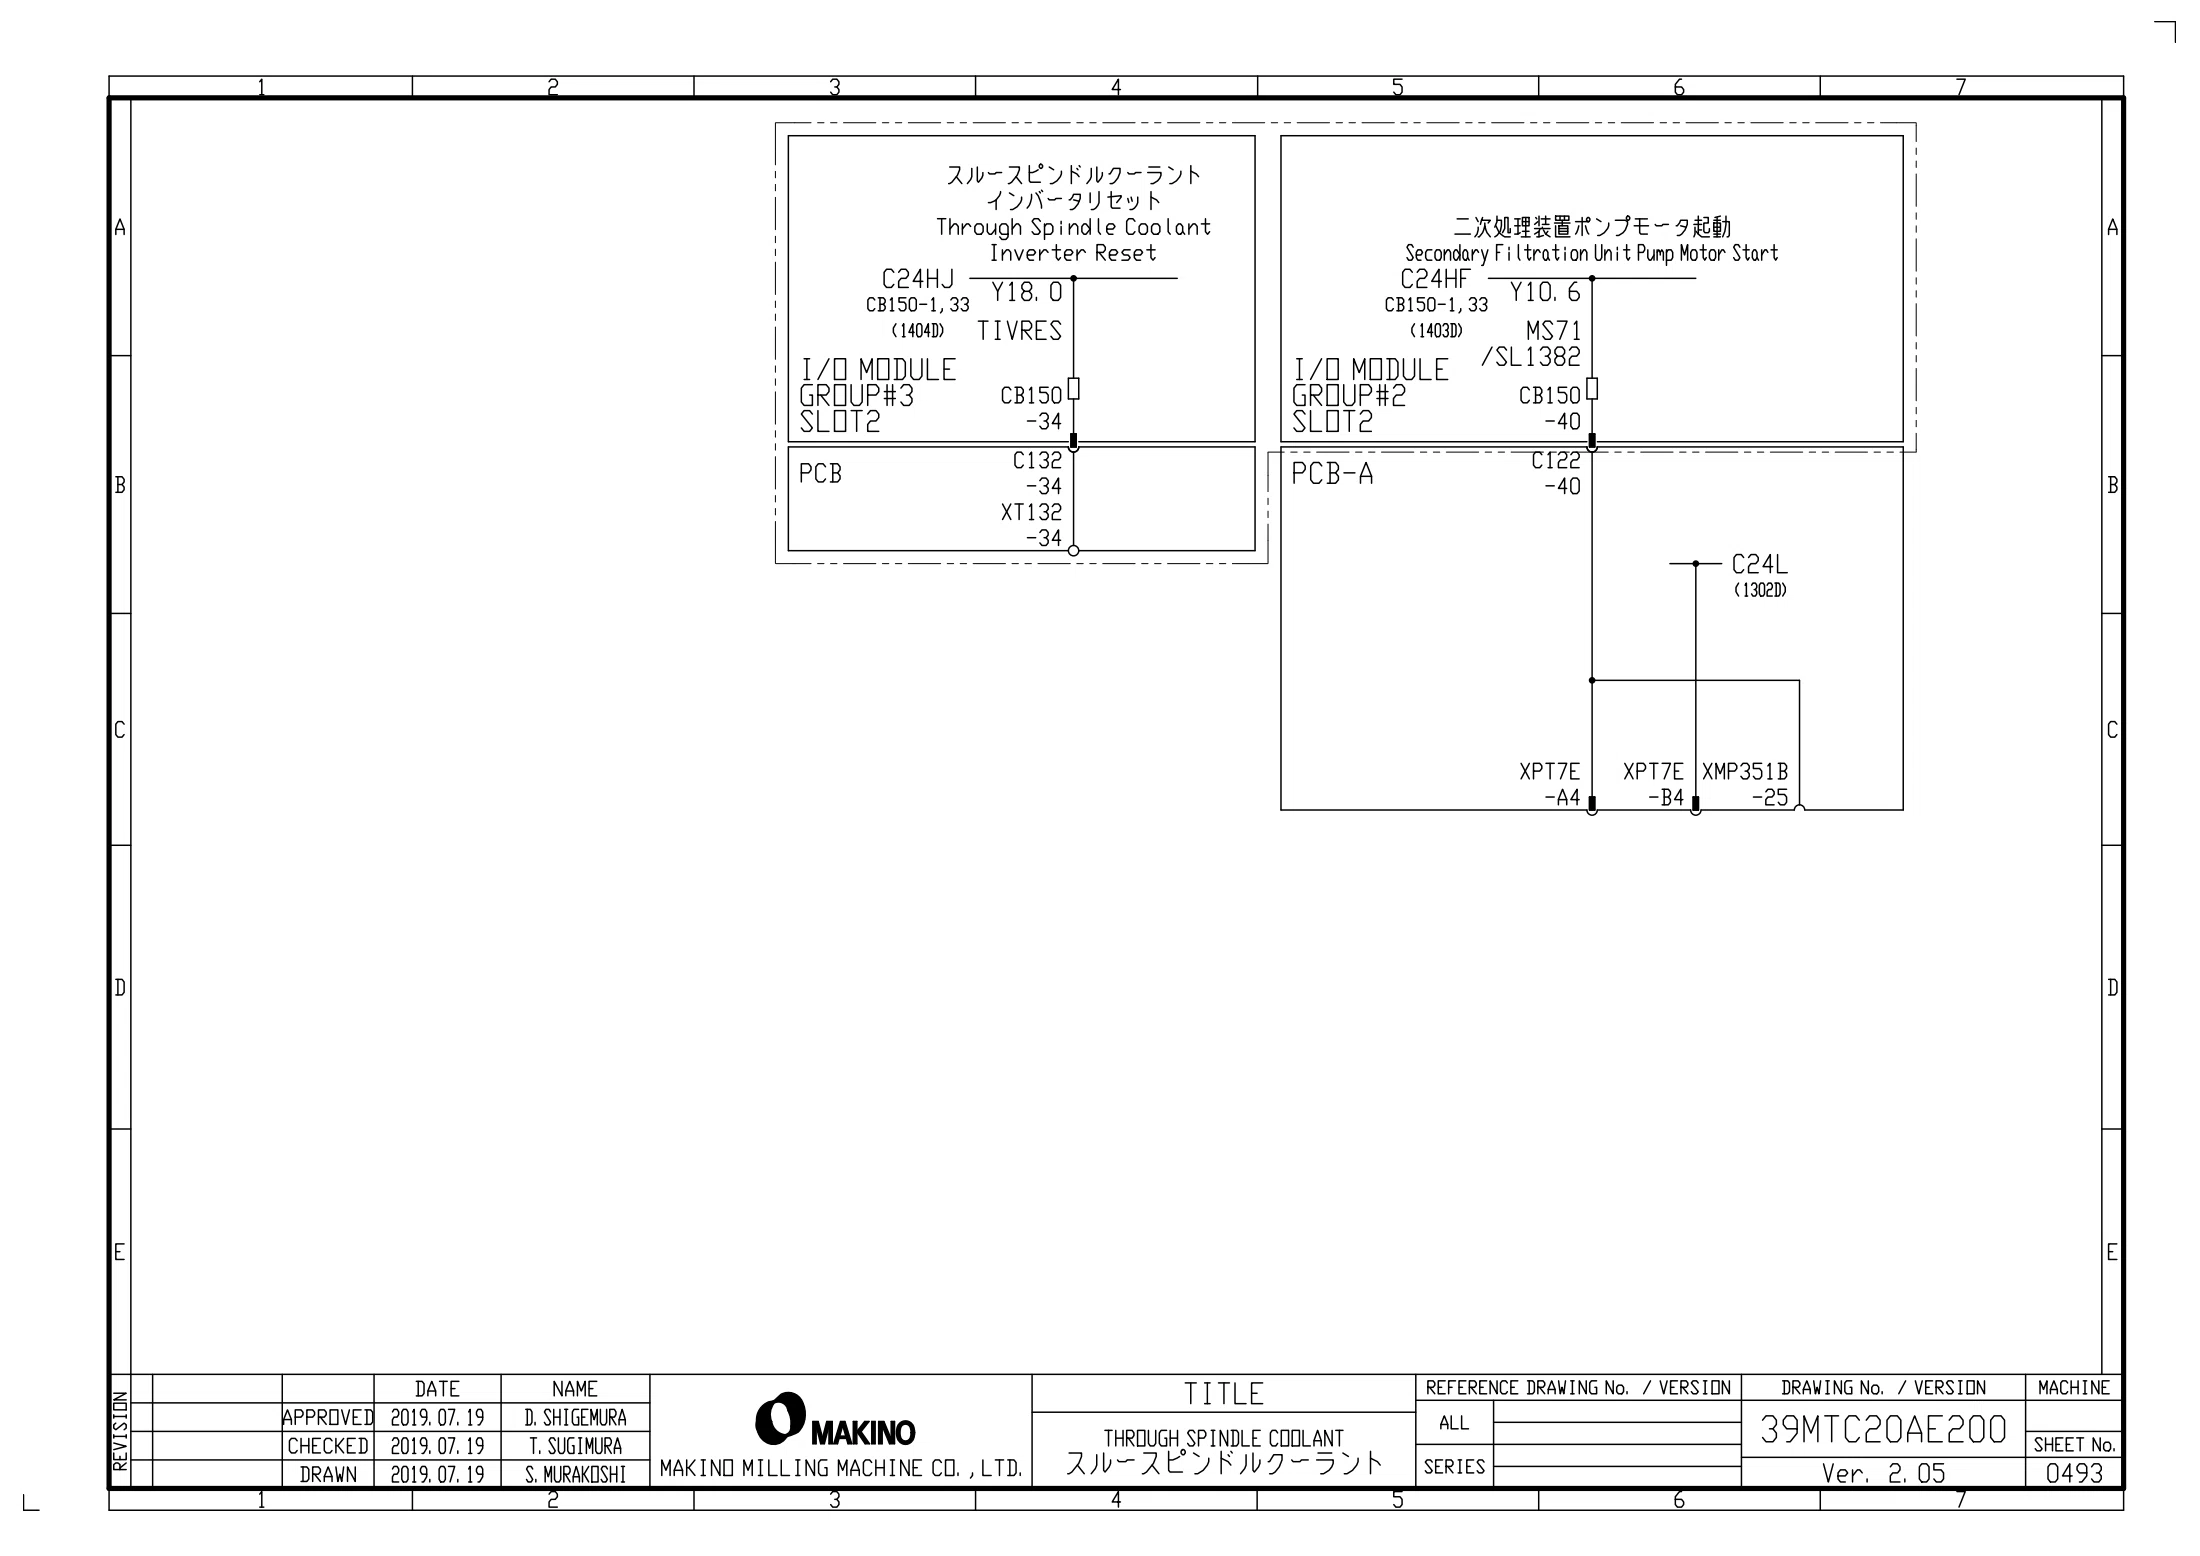 1 2 3 4 5 6 7
スルースピンドルクーラント
インバータリセット
Through Spindle Coolant
Inverter Reset
C24HJ
CB150-1,33
(1404D)
Y18.0
TIVRES
I/O MODULE
GROUP#3
SLOT2
CB150
-34
PCB
C132
-34
XT132
-34
二次処理装置ポンプモータ起動
Secondary Filtration Unit Pump Motor Start
C24HF
CB150-1,33
(1403D)
Y10.6
MS71
/SL1382
I/O MODULE
GROUP#2
SLOT2
CB150
-40
PCB-A
C122
-40
C24L
(1302D)
XPT7E
-A4
XPT7E
-B4
XMP351B
-25
A A
B B
C C
D D
E E
REVISION
DATE NAME
APPROVED 2019.07.19 D. SHIGEMURA
CHECKED 2019.07.19 T. SUGIMURA
DRAWN 2019.07.19 S. MURAKOSHI
MAKINO
MAKINO MILLING MACHINE CO.,LTD.
TITLE
THROUGH SPINDLE COOLANT
スルースピンドルクーラント
REFERENCE DRAWING No. / VERSION
ALL
SERIES
DRAWING No. / VERSION
39MTC20AE200
Ver. 2.05
MACHINE
SHEET No.
0493
1 2 3 4 5 6 7